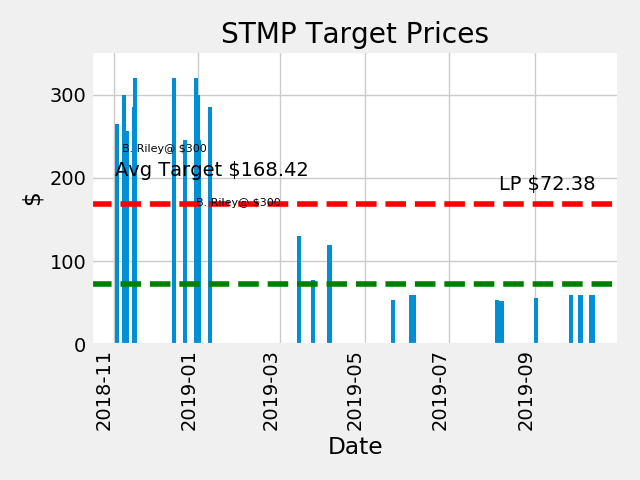 STMP Target Prices
300
B. Riley@ $300
Avg Target $168.42
LP $72.38
200
B. Riley@ $300
$
100
0
2018-11
2019-01
2019-03
2019-05
2019-07
2019-09
Date